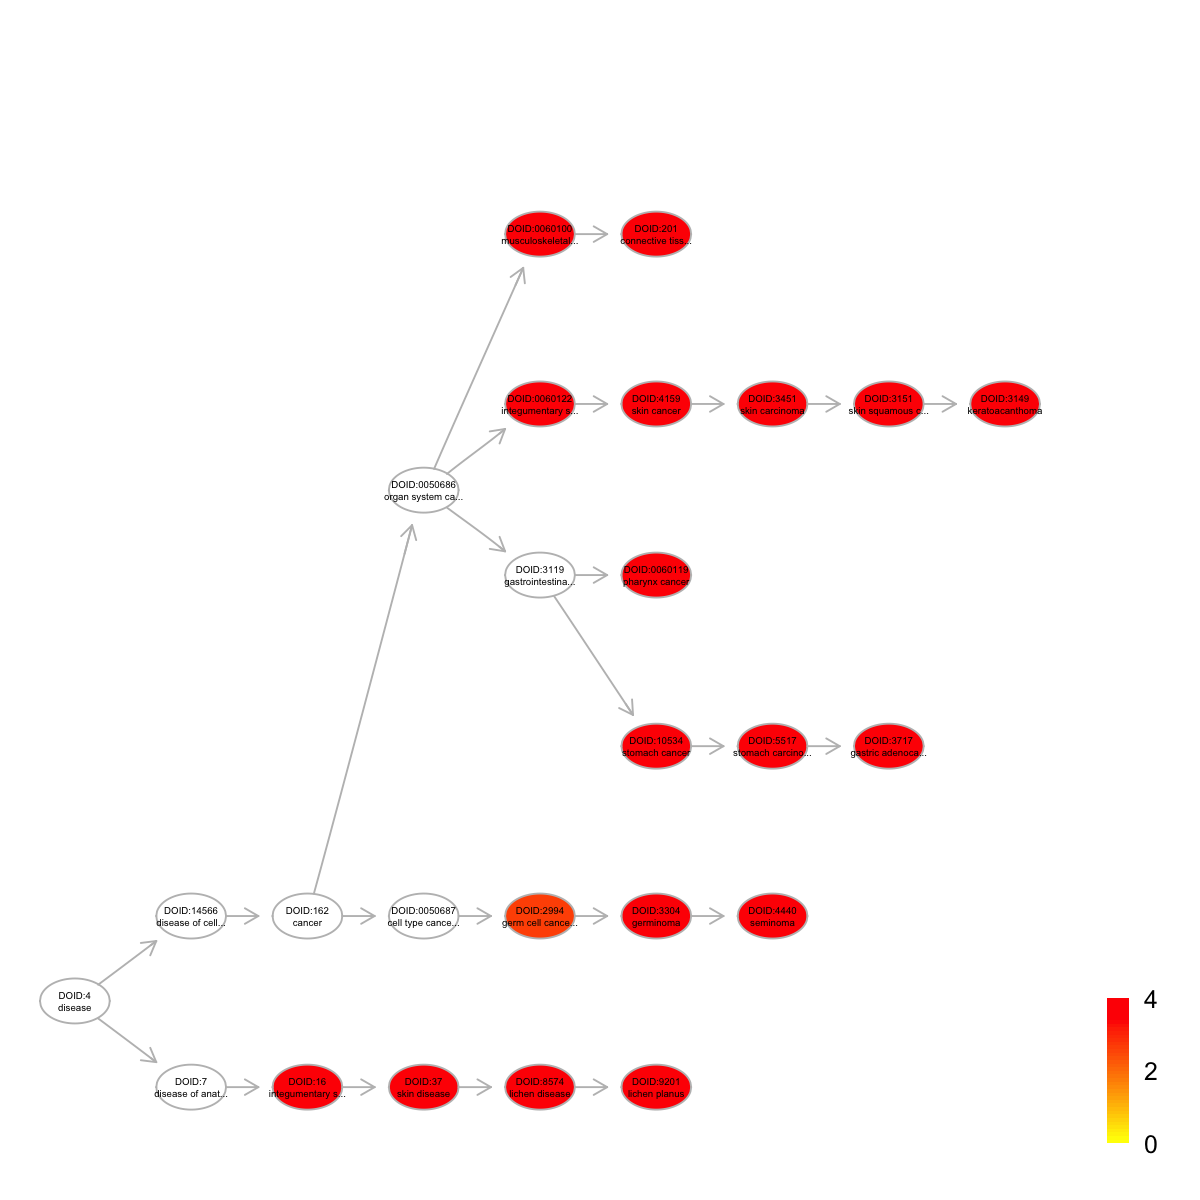 DOID:0060100
musculoskeletal...
DOID:201
connective tiss...
DOID:0060122
integumentary s...
DOID:4159
skin cancer
DOID:3451
skin carcinoma
DOID:3151
skin squamous c...
DOID:3149
keratoacanthoma
DOID:0050686
organ system ca...
DOID:3119
gastrointestina...
DOID:0060119
pharynx cancer
DOID:10534
stomach cancer
DOID:5517
stomach carcino...
DOID:3717
gastric adenoca...
DOID:14566
disease of cell...
DOID:162
cancer
DOID:0050687
cell type cance...
DOID:2994
germ cell cance...
DOID:3304
germinoma
DOID:4440
seminoma
DOID:4
disease
DOID:7
disease of anat...
DOID:16
integumentary s...
DOID:37
skin disease
DOID:8574
lichen disease
DOID:9201
lichen planus
4
2
0